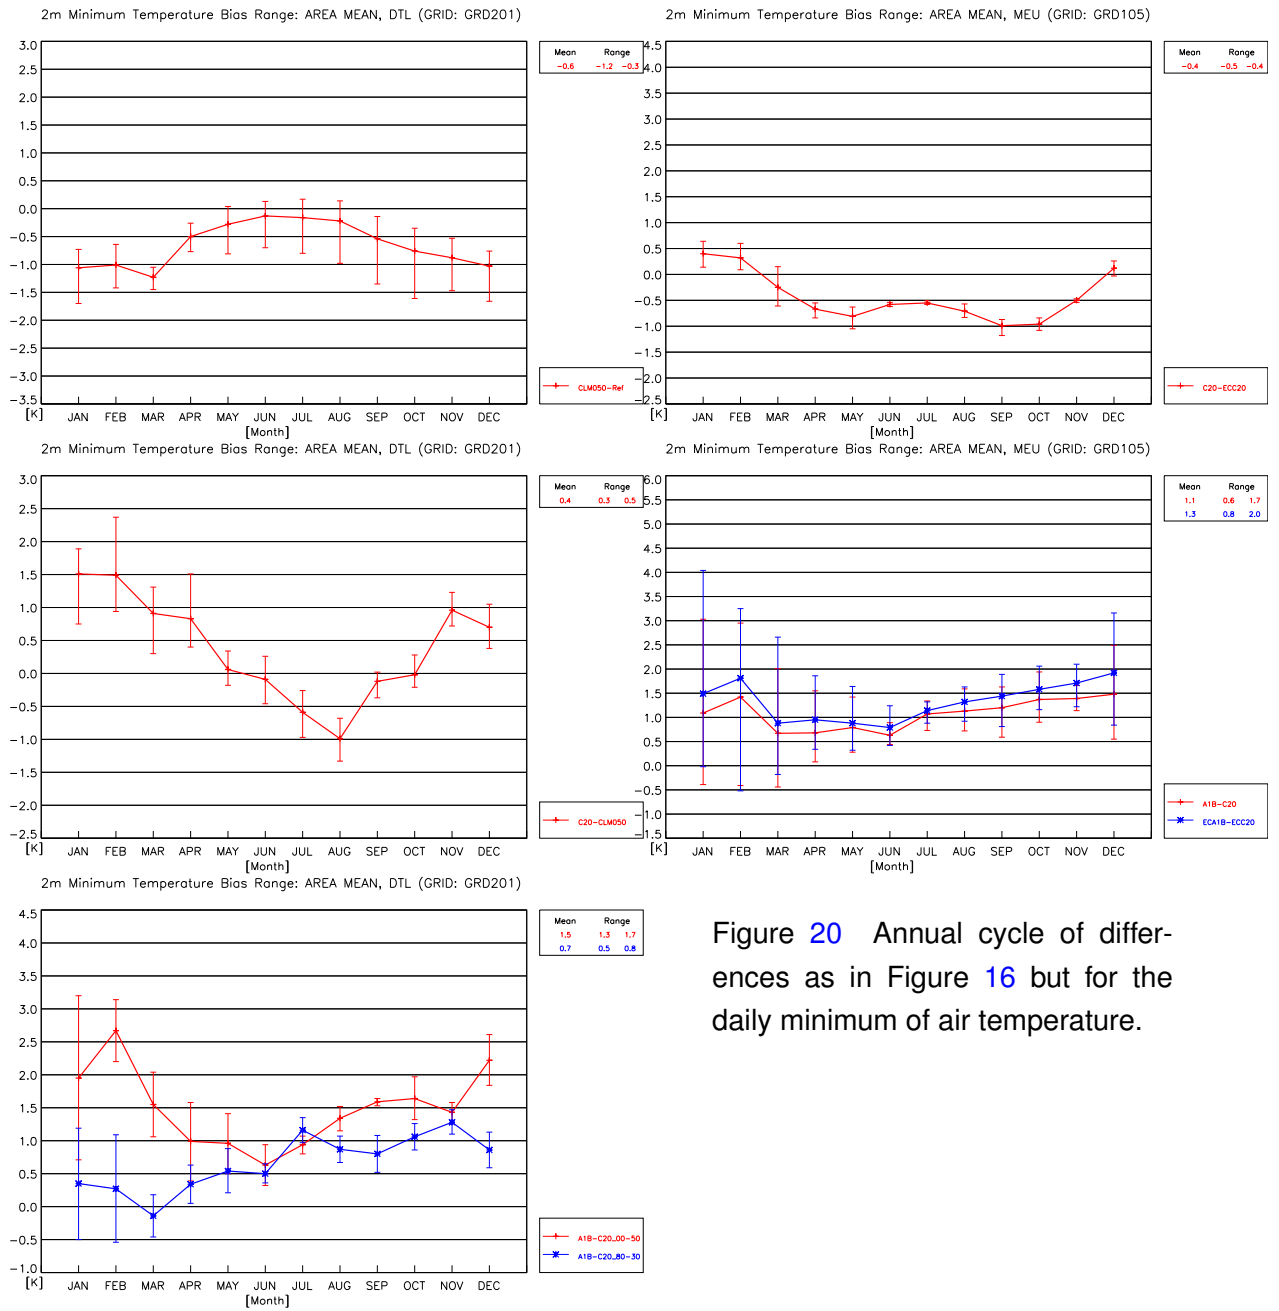 2m Minimum Temperature Bias Range: AREA MEAN, DTL (GRID: GRD201)
3.0
2.5
2.0
1.5
1.0
0.5
0.0
−0.5
−1.0
−1.5
−2.0
−2.5
−3.0
−3.5
[K]
JAN FEB MAR APR MAY JUN JUL AUG SEP OCT NOV DEC
[Month]
Mean Range
−0.6 −1.2 −0.3
CLM050−Ref
2m Minimum Temperature Bias Range: AREA MEAN, MEU (GRID: GRD105)
4.5
4.0
3.5
3.0
2.5
2.0
1.5
1.0
0.5
0.0
−0.5
−1.0
−1.5
−2.0
−2.5
[K]
JAN FEB MAR APR MAY JUN JUL AUG SEP OCT NOV DEC
[Month]
Mean Range
−0.4 −0.5 −0.4
C20−ECC20
2m Minimum Temperature Bias Range: AREA MEAN, DTL (GRID: GRD201)
3.0
2.5
2.0
1.5
1.0
0.5
0.0
−0.5
−1.0
−1.5
−2.0
−2.5
[K]
JAN FEB MAR APR MAY JUN JUL AUG SEP OCT NOV DEC
[Month]
Mean Range
0.4 0.3 0.5
C20−CLM050
2m Minimum Temperature Bias Range: AREA MEAN, MEU (GRID: GRD105)
6.0
5.5
5.0
4.5
4.0
3.5
3.0
2.5
2.0
1.5
1.0
0.5
0.0
−0.5
−1.0
−1.5
[K]
JAN FEB MAR APR MAY JUN JUL AUG SEP OCT NOV DEC
[Month]
Mean Range
1.1 0.6 1.7
1.3 0.8 2.0
A1B−C20
ECA1B−ECC20
2m Minimum Temperature Bias Range: AREA MEAN, DTL (GRID: GRD201)
4.5
4.0
3.5
3.0
2.5
2.0
1.5
1.0
0.5
0.0
−0.5
−1.0
[K]
JAN FEB MAR APR MAY JUN JUL AUG SEP OCT NOV DEC
[Month]
Mean Range
1.5 1.3 1.7
0.7 0.5 0.8
A1B−C20_00−50
A1B−C20_80−30
Figure 20 Annual cycle of differ-
ences as in Figure 16 but for the
daily minimum of air temperature.